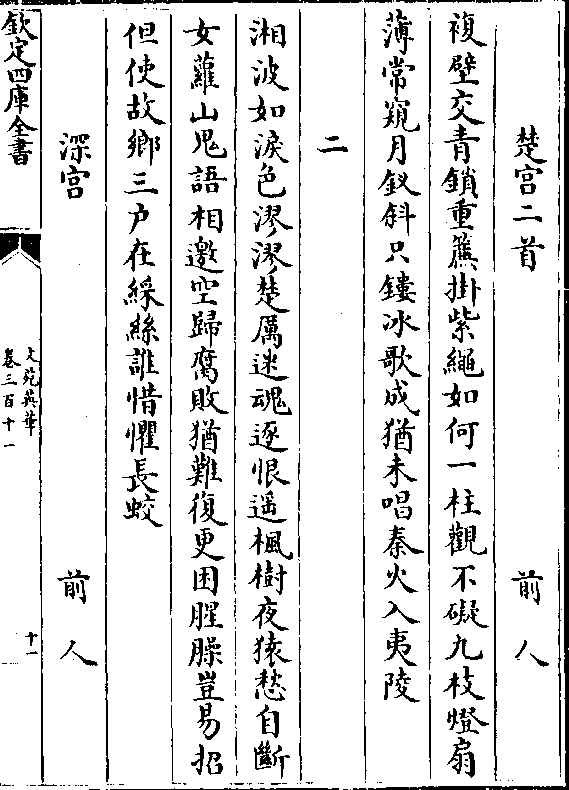 楚宫二首　前人
複壁交青鎖重簾掛紫繩如何一柱觀不礙九枝燈扇
薄常窺月釵斜只鏤冰歌成猶未唱秦火入夷陵
二
湘波如淚色漻漻楚厲迷魂逐恨遥楓樹夜猿愁自斷
女蘿山鬼語相邀空歸腐敗猶難復更困腥臊豈易招
但使故鄉三户在綵絲誰惜懼長蛟
深宫　前人
欽定四庫全書
文苑英華
卷三百十一
十一